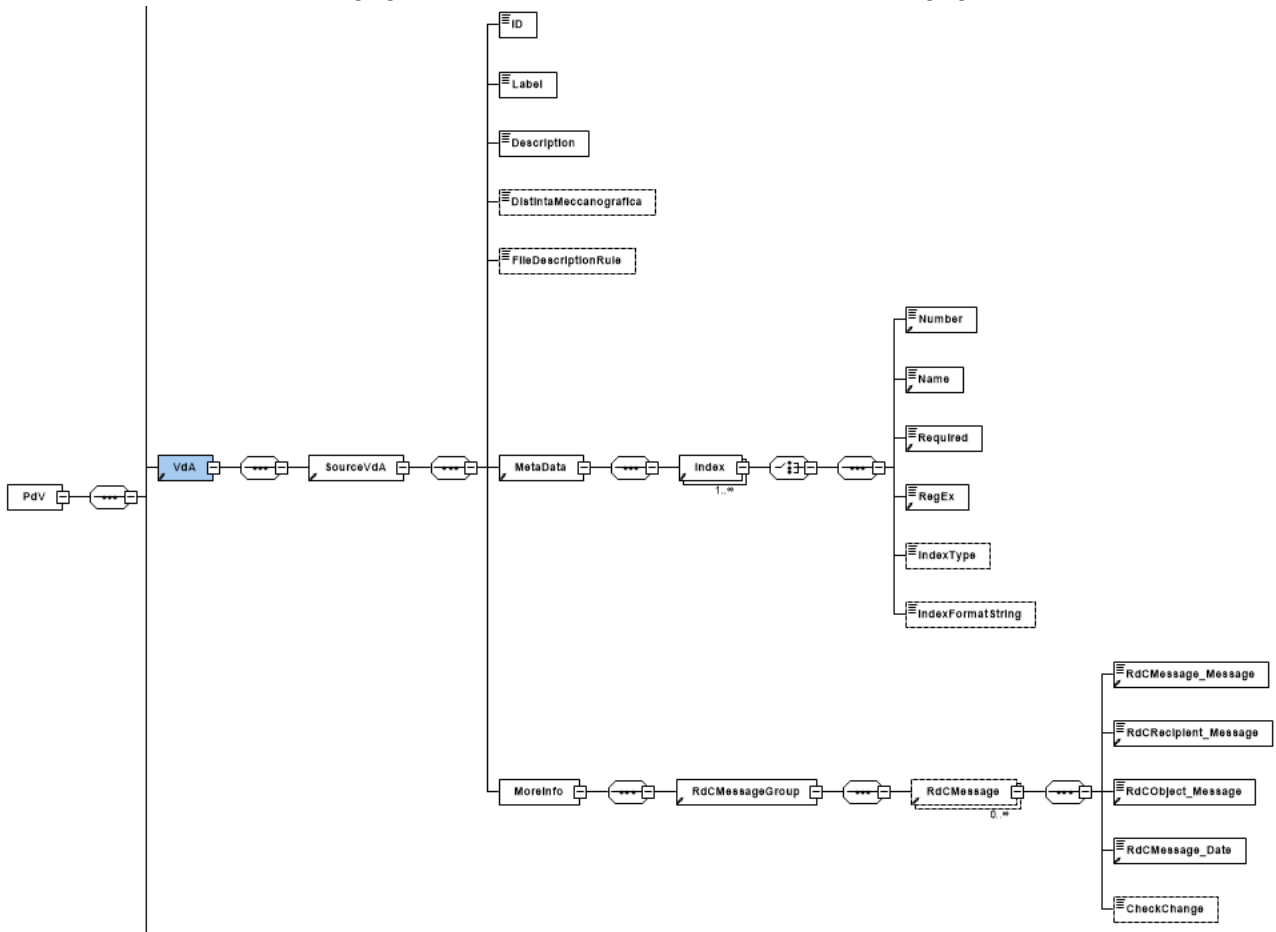 ID
Label
Description
DistintaMeccanografica
FileDescriptionRule
Number
Name
Required
VdA
SourceVdA
MetaData
Index
1..∞
PdV
RegEx
IndexType
IndexFormatString
RdCMessage_Message
RdCRecipient_Message
MoreInfo
RdCMessageGroup
RdCMessage
0..∞
RdCObject_Message
RdCMessage_Date
CheckChange